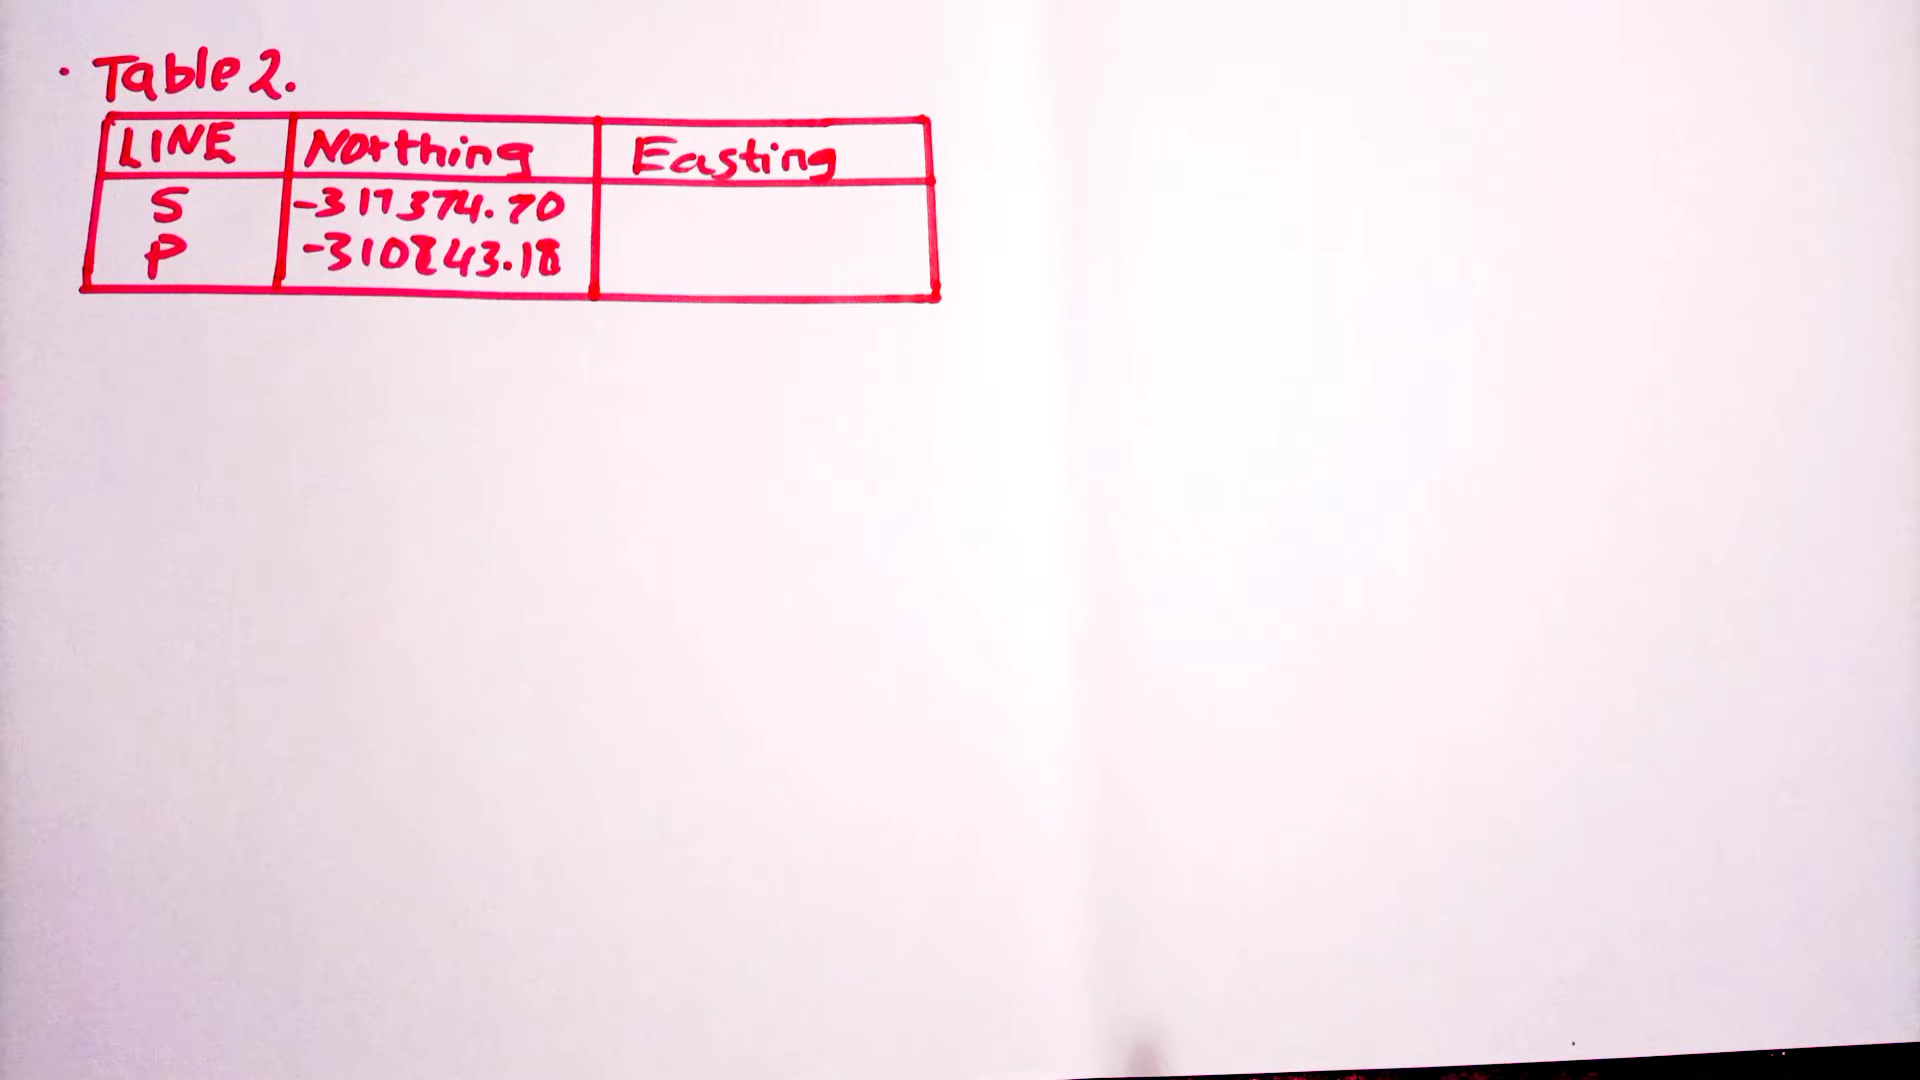 · Table 2.
LINE Northing Easting
S -317374.70
P -310843.18